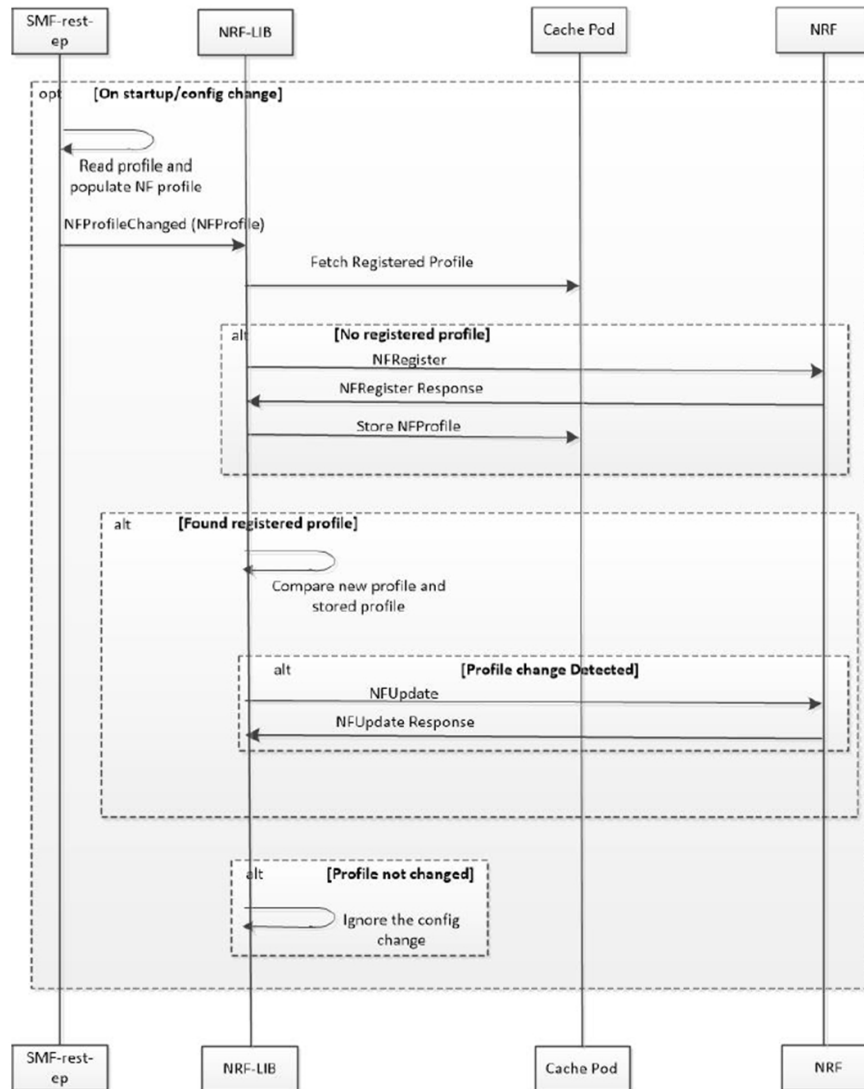 SMF-rest-
ep
NRF-LIB
Cache Pod
NRF
opt [On startup/config change]
Read profile and
populate NF profile
NFProfileChanged (NFProfile)
Fetch Registered Profile
alt [No registered profile]
NFRegister
NFRegister Response
Store NFProfile
alt [Found registered profile]
Compare new profile and
stored profile
alt [Profile change Detected]
NFUpdate
NFUpdate Response
alt [Profile not changed]
Ignore the config
change
SMF-rest-
ep
NRF-LIB
Cache Pod
NRF